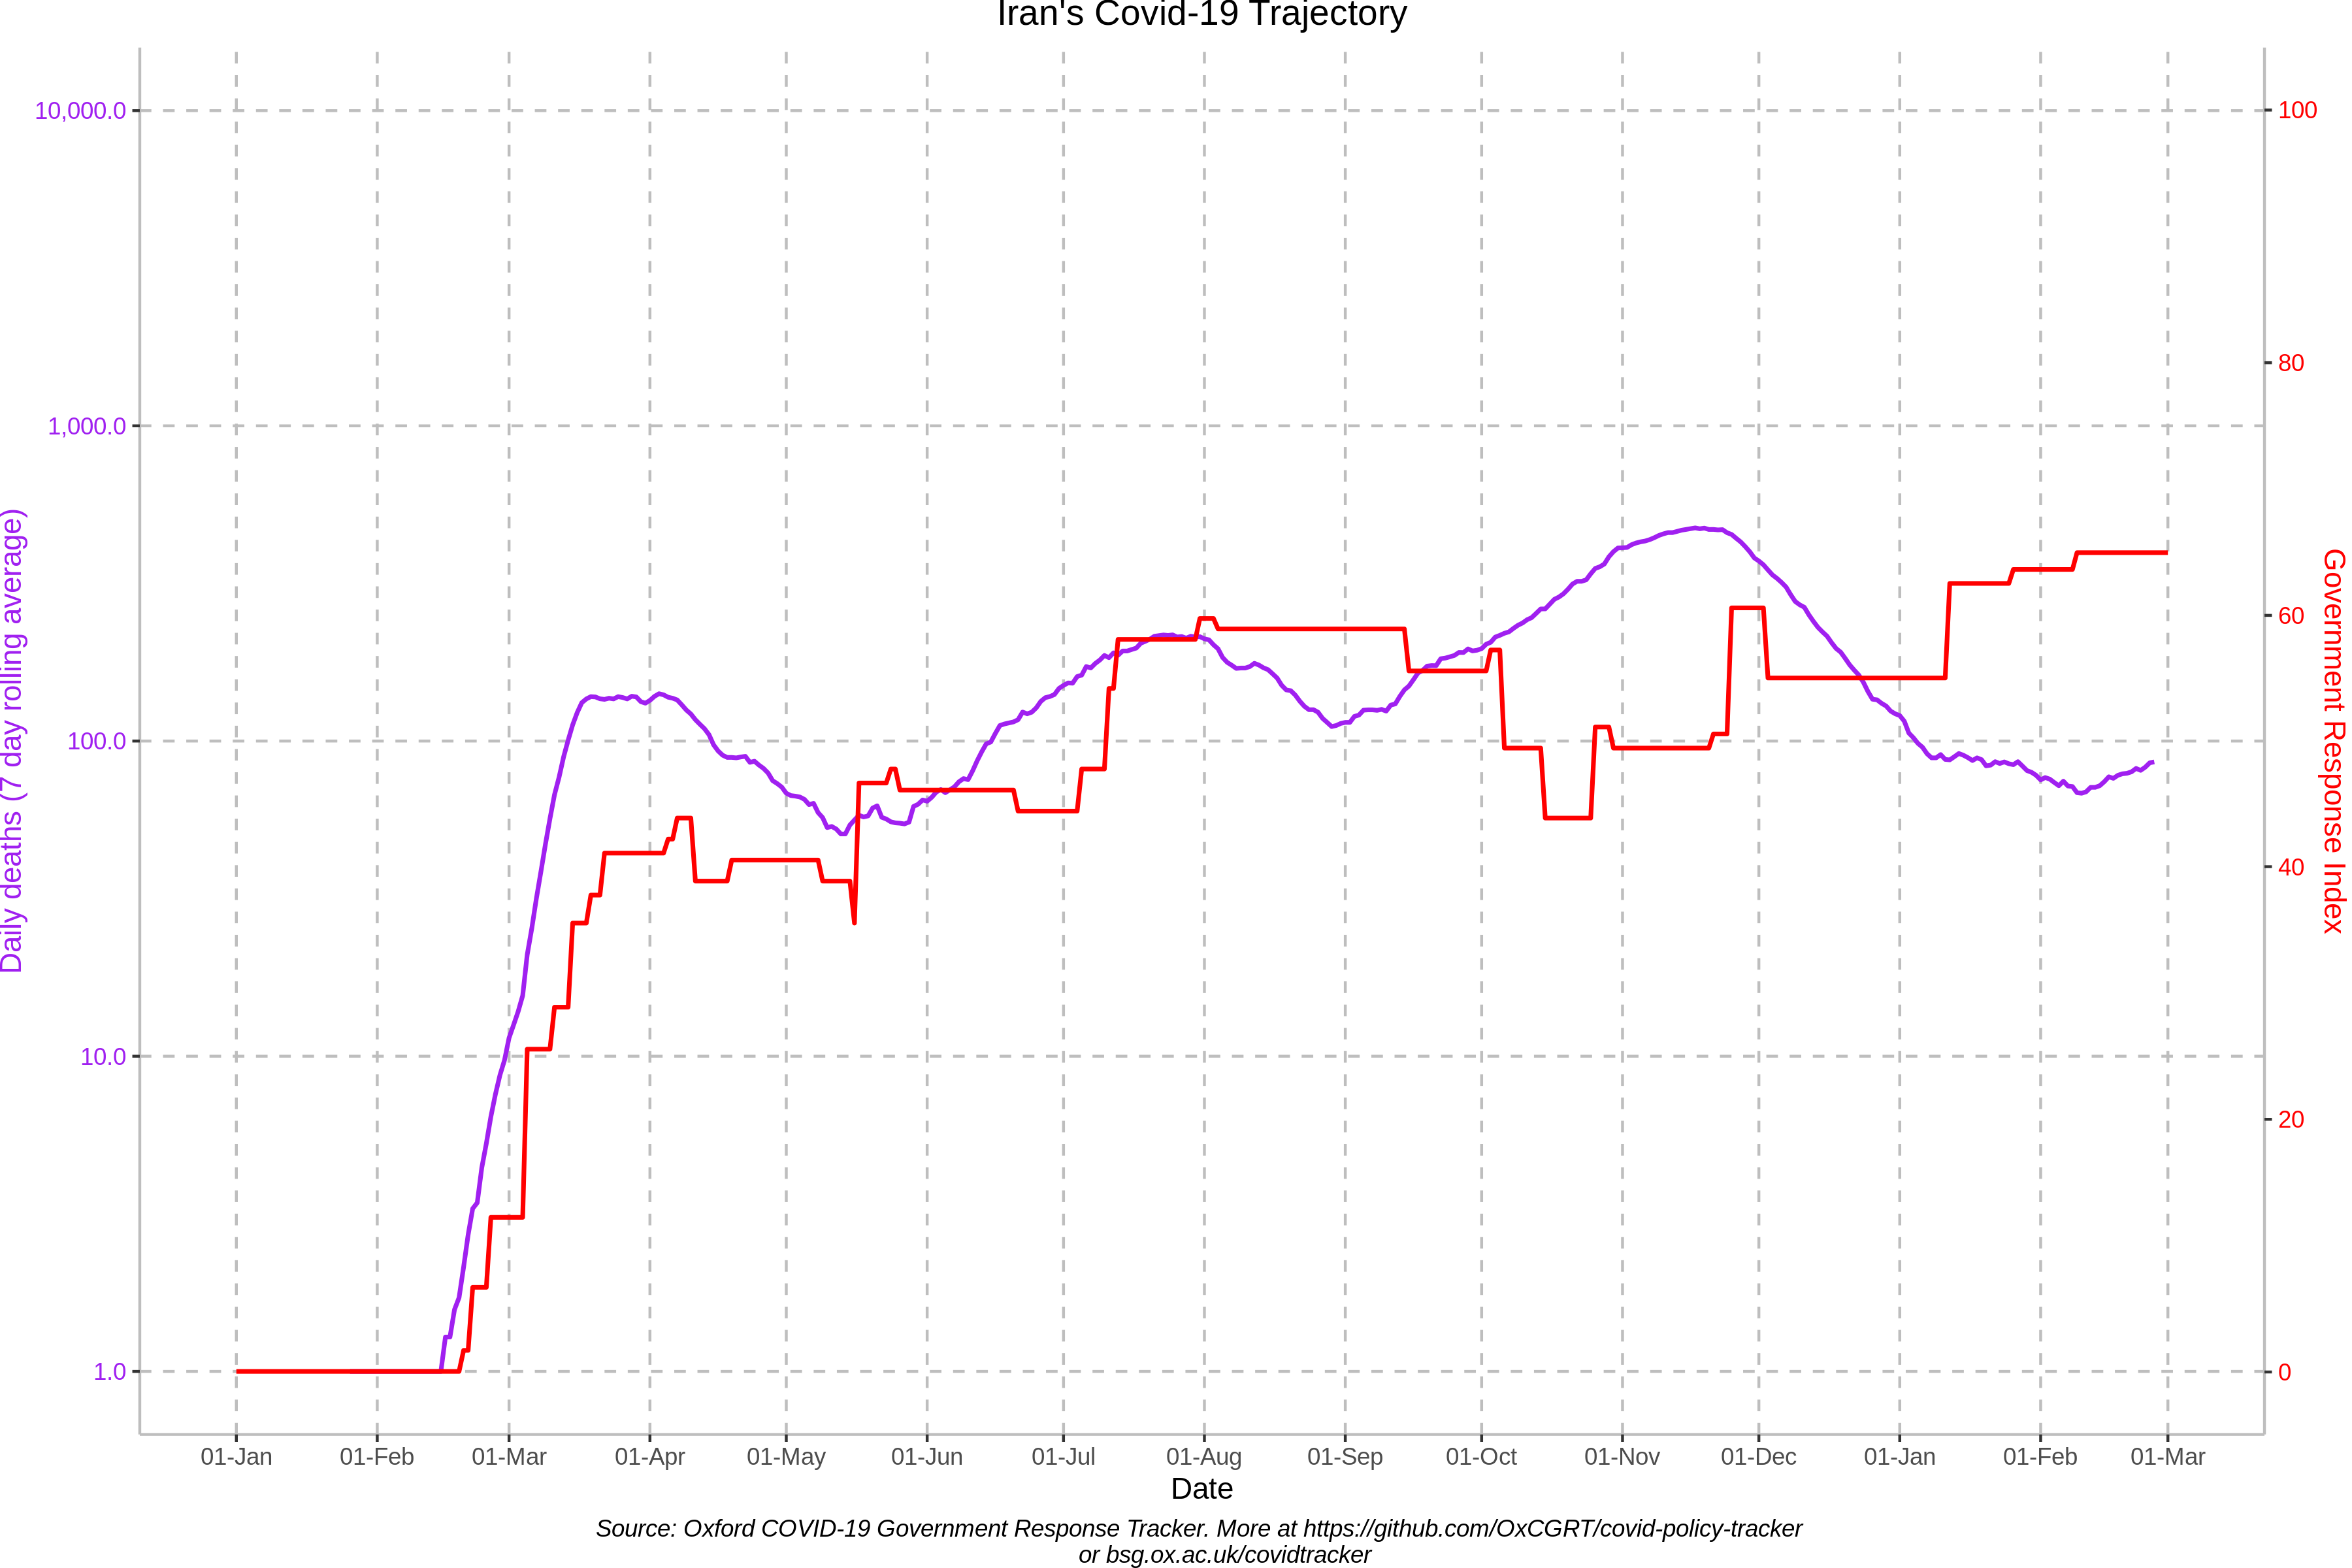 Iran's Covid-19 Trajectory
10,000.0
1,000.0
100.0
10.0
1.0
Daily deaths (7 day rolling average)
100
80
60
40
20
0
Government Response Index
01-Jan 01-Feb 01-Mar 01-Apr 01-May 01-Jun 01-Jul 01-Aug 01-Sep 01-Oct 01-Nov 01-Dec 01-Jan 01-Feb 01-Mar
Date
Source: Oxford COVID-19 Government Response Tracker. More at https://github.com/OxCGRT/covid-policy-tracker
or bsg.ox.ac.uk/covidtracker